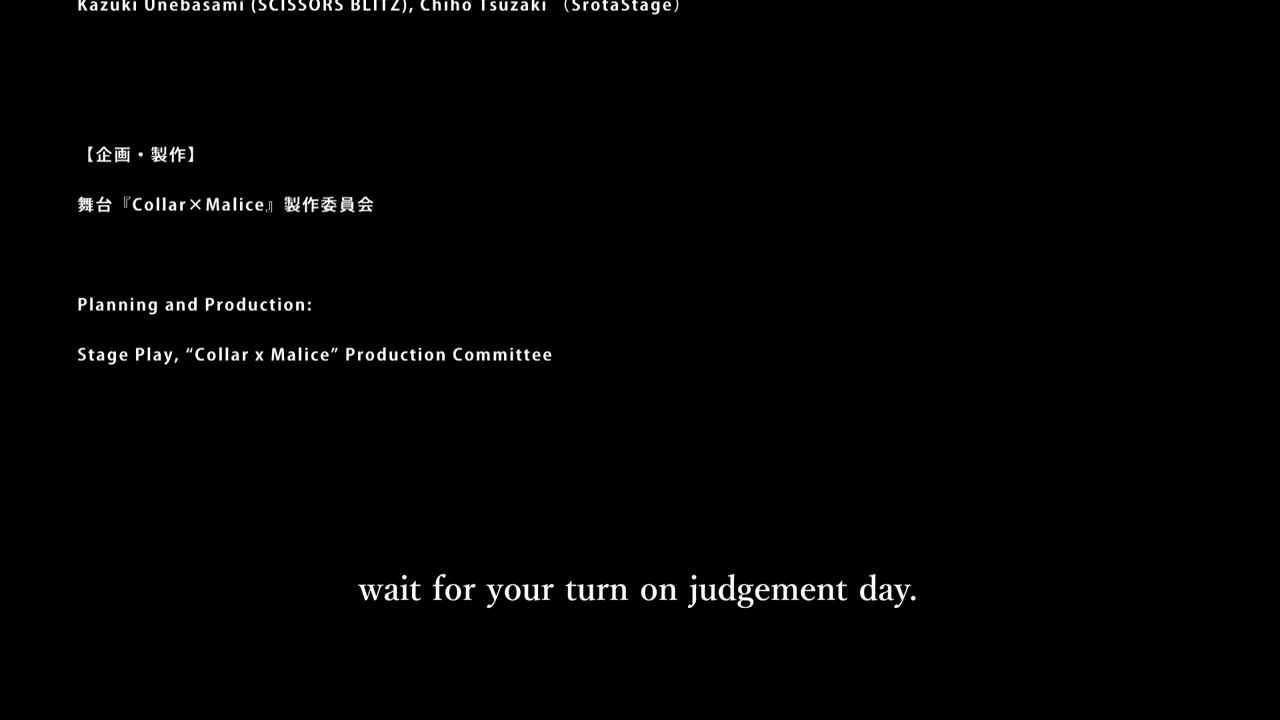 Kazuki Unebasami (SCISSORS BLITZ), Chiho Tsuzaki （SrotaStage）
【企画・製作】
舞台『Collar×Malice』製作委員会
Planning and Production:
Stage Play, “Collar x Malice” Production Committee
wait for your turn on judgement day.